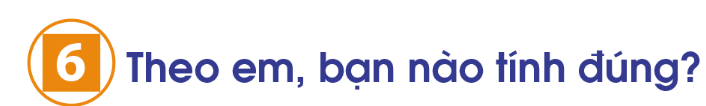 6 Theo em, bạn nào tính đúng?